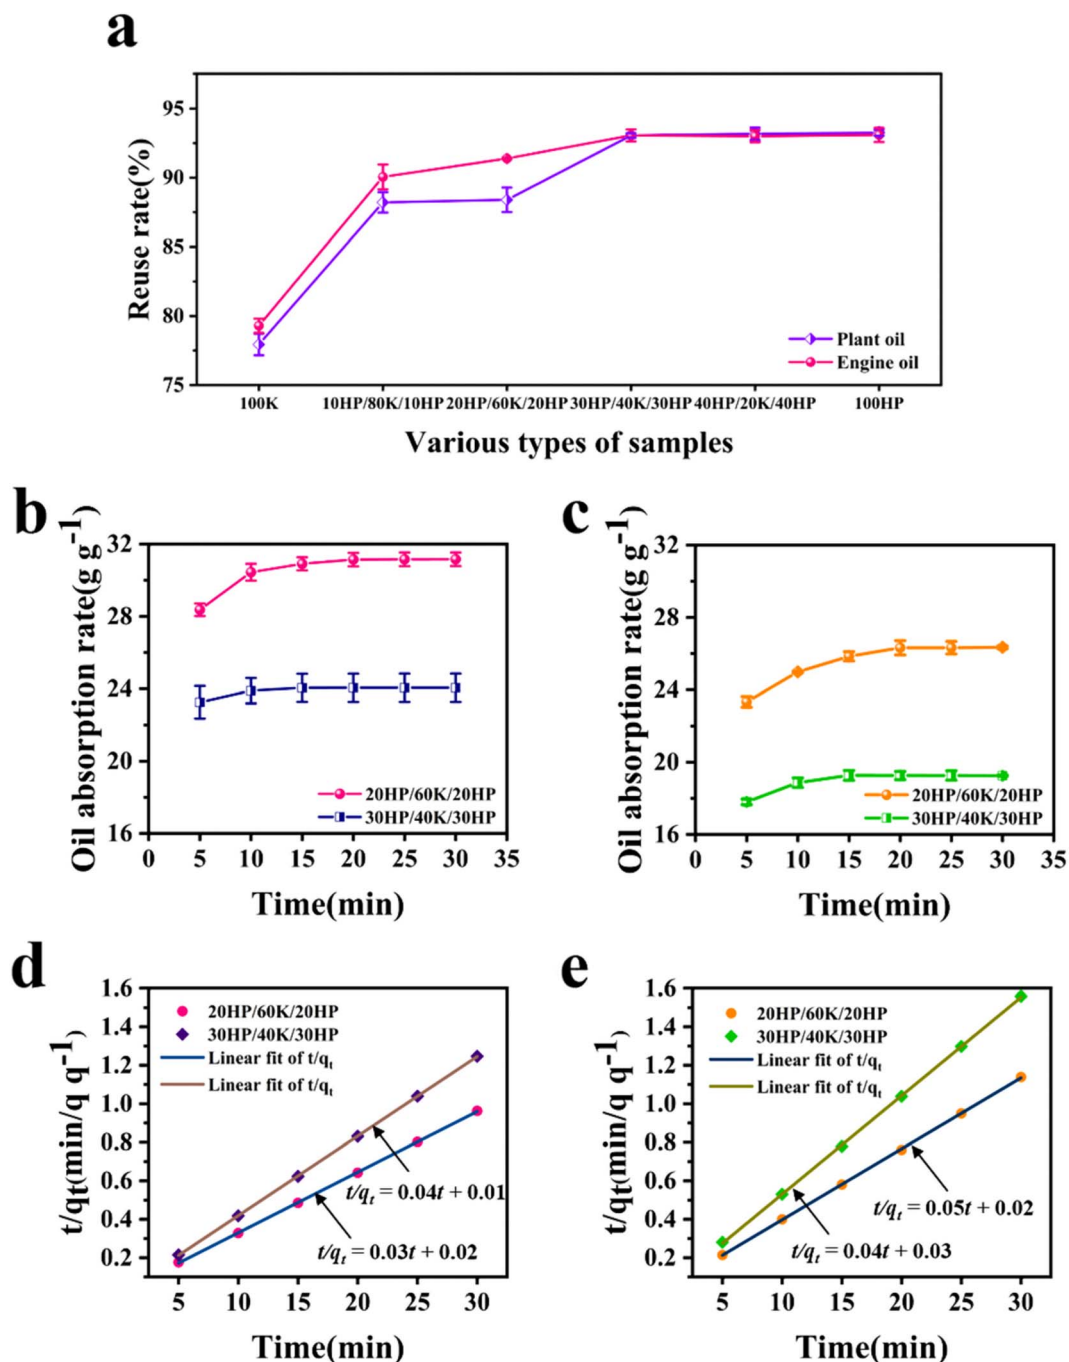 a
Reuse rate(%)
95
90
85
80
75
Plant oil
Engine oil
100K 10HP/80K/10HP 20HP/60K/20HP 30HP/40K/30HP 40HP/20K/40HP 100HP
Various types of samples
b
Oil absorption rate(g g⁻¹)
32
28
24
20
16
20HP/60K/20HP
30HP/40K/30HP
0 5 10 15 20 25 30 35
Time(min)
c
Oil absorption rate(g g⁻¹)
32
28
24
20
16
20HP/60K/20HP
30HP/40K/30HP
0 5 10 15 20 25 30 35
Time(min)
d
t/qt(min/q q⁻¹)
1.6
1.4
1.2
1.0
0.8
0.6
0.4
0.2
20HP/60K/20HP
30HP/40K/30HP
Linear fit of t/qₜ
Linear fit of t/qₜ
t/qₜ = 0.04t + 0.01
t/qₜ = 0.03t + 0.02
5 10 15 20 25 30
Time(min)
e
t/qt(min/q q⁻¹)
1.6
1.4
1.2
1.0
0.8
0.6
0.4
0.2
20HP/60K/20HP
30HP/40K/30HP
Linear fit of t/qₜ
Linear fit of t/qₜ
t/qₜ = 0.05t + 0.02
t/qₜ = 0.04t + 0.03
5 10 15 20 25 30
Time(min)